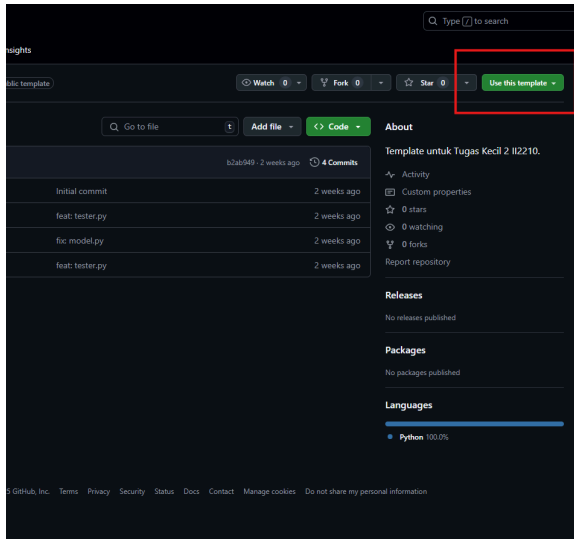 Type / to search
nsights
blic template
Watch 0
Fork 0
Star 0
Use this template
Go to file
t
Add file
Code
About
Template untuk Tugas Kecil 2 II2210.
b2ab949 · 2 weeks ago
4 Commits
Initial commit
2 weeks ago
feat: tester.py
2 weeks ago
fix: model.py
2 weeks ago
feat: tester.py
2 weeks ago
Activity
Custom properties
0 stars
0 watching
0 forks
Report repository
Releases
No releases published
Packages
No packages published
Languages
Python 100.0%
5 GitHub, Inc.
Terms
Privacy
Security
Status
Docs
Contact
Manage cookies
Do not share my personal information